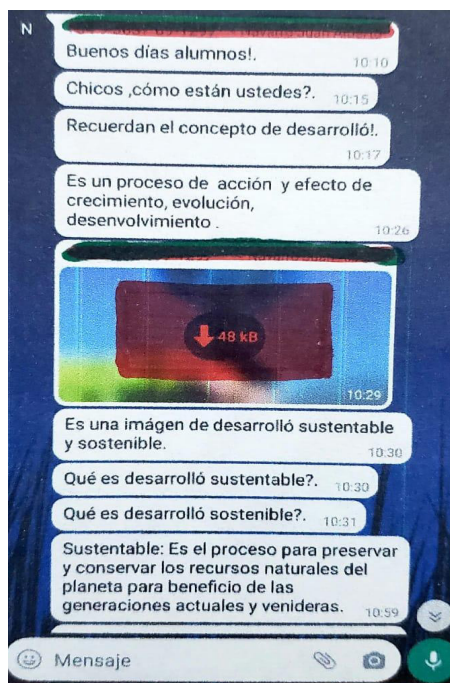 N
Buenos días alumnos!.
10:10
Chicos ,cómo están ustedes?.
10:15
Recuerdan el concepto de desarrolló!.
10:17
Es un proceso de acción y efecto de
crecimiento, evolución,
desenvolvimiento .
10:26
48 kB
10:29
Es una imágen de desarrolló sustentable
y sostenible.
10:30
Qué es desarrolló sustentable?.
10:30
Qué es desarrolló sostenible?.
10:31
Sustentable: Es el proceso para preservar
y conservar los recursos naturales del
planeta para beneficio de las
generaciones actuales y venideras.
10:59
Mensaje